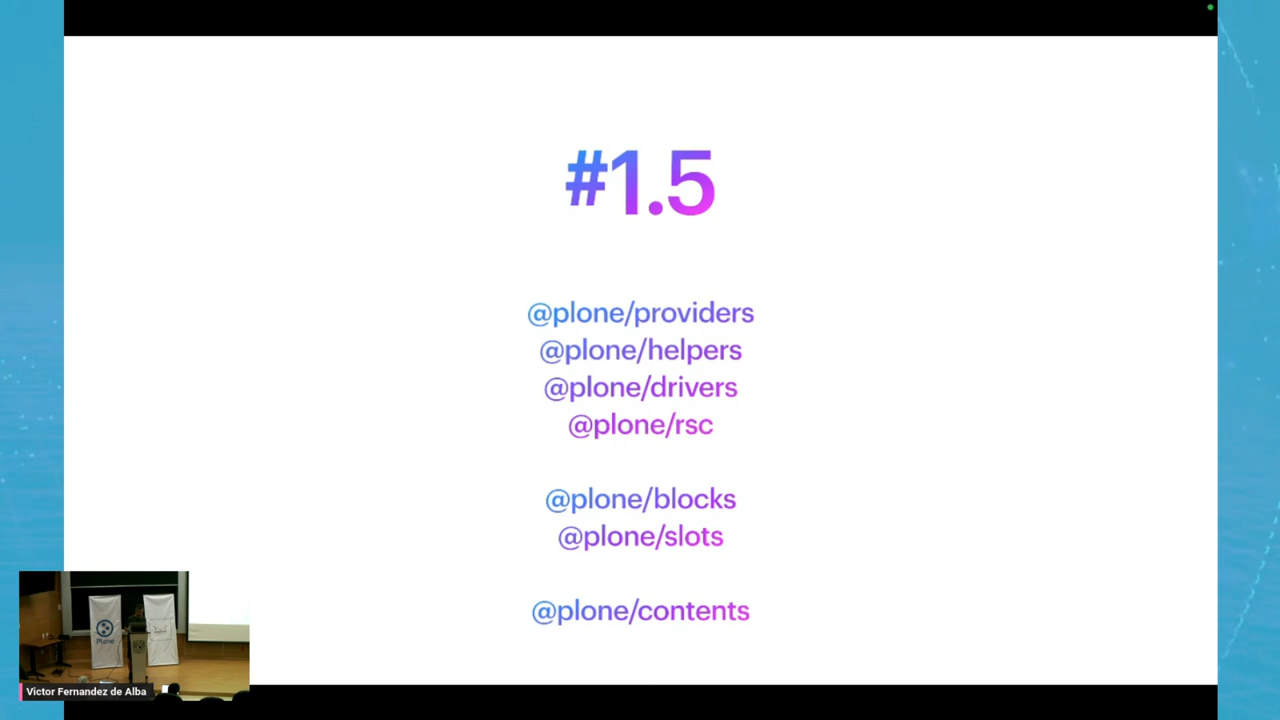 #1.5
@plone/providers
@plone/helpers
@plone/drivers
@plone/rsc
@plone/blocks
@plone/slots
@plone/contents
Plone
Victor Fernandez de Alba